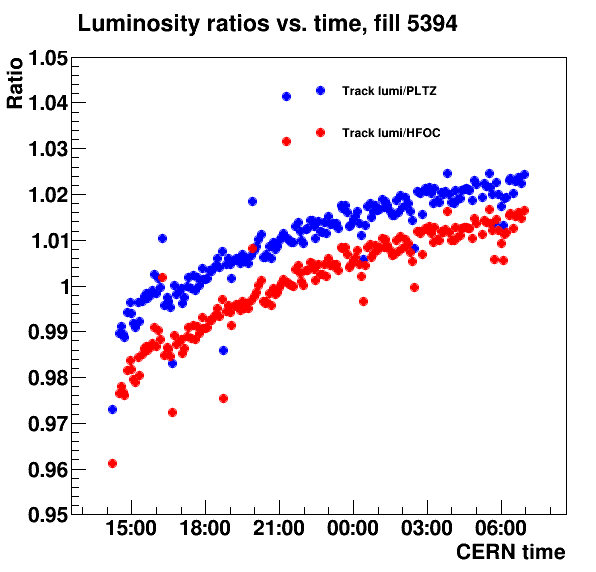 Luminosity ratios vs. time, fill 5394
Ratio
1.05
1.04
1.03
1.02
1.01
1
0.99
0.98
0.97
0.96
0.95
Track lumi/PLTZ
Track lumi/HFOC
15:00 18:00 21:00 00:00 03:00 06:00
CERN time